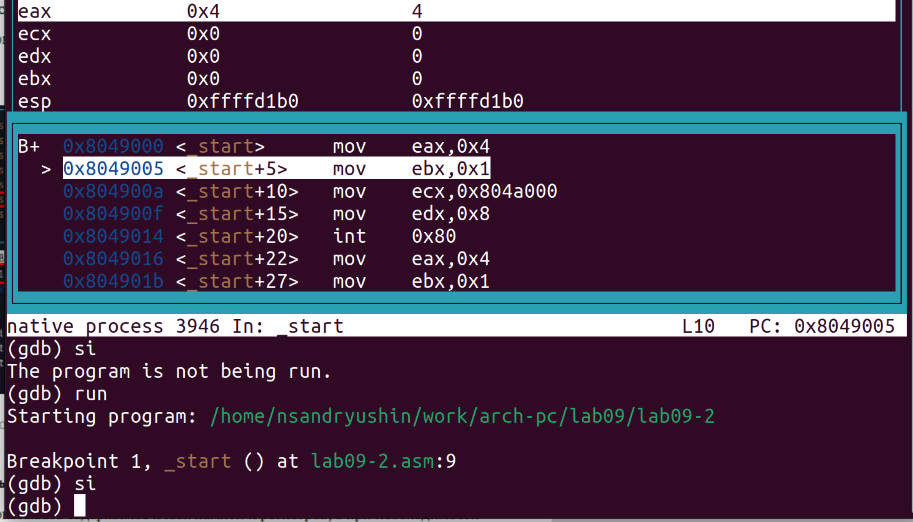 eax 0x4 4
ecx 0x0 0
edx 0x0 0
ebx 0x0 0
esp 0xffffd1b0 0xffffd1b0
B+ 0x8049000 <_start> mov eax,0x4
> 0x8049005 <_start+5> mov ebx,0x1
0x804900a <_start+10> mov ecx,0x804a000
0x804900f <_start+15> mov edx,0x8
0x8049014 <_start+20> int 0x80
0x8049016 <_start+22> mov eax,0x4
0x804901b <_start+27> mov ebx,0x1
native process 3946 In: _start L10 PC: 0x8049005
(gdb) si
The program is not being run.
(gdb) run
Starting program: /home/nsandryushin/work/arch-pc/lab09/lab09-2
Breakpoint 1, _start () at lab09-2.asm:9
(gdb) si
(gdb)